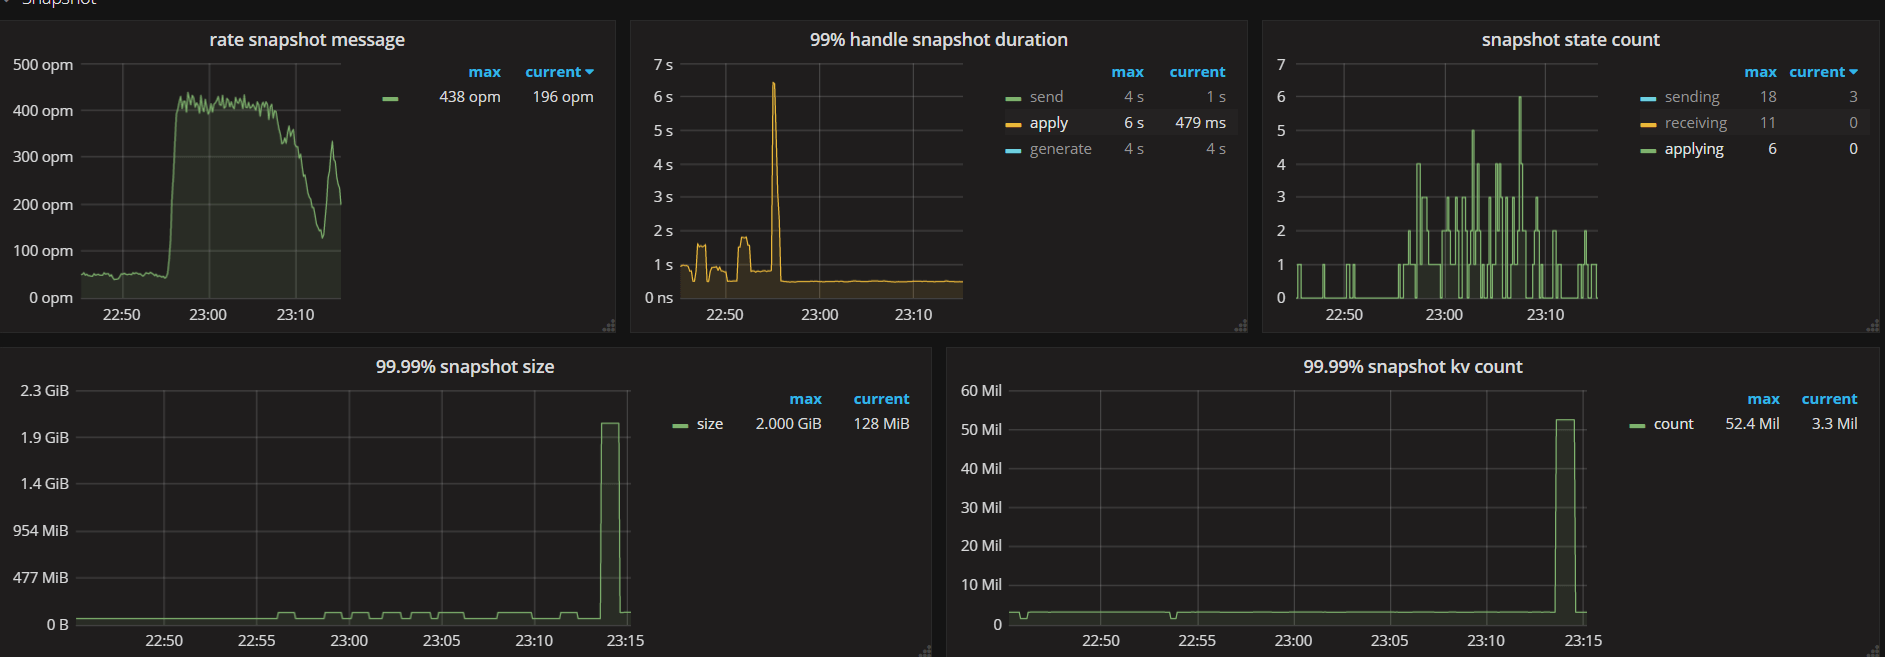 Snapshot
rate snapshot message
500 opm
400 opm
300 opm
200 opm
100 opm
0 opm
22:50 23:00 23:10
max current
438 opm 196 opm
99% handle snapshot duration
7 s
6 s
5 s
4 s
3 s
2 s
1 s
0 ns
22:50 23:00 23:10
max current
send 4 s 1 s
apply 6 s 479 ms
generate 4 s 4 s
snapshot state count
7
6
5
4
3
2
1
0
22:50 23:00 23:10
max current
sending 18 3
receiving 11 0
applying 6 0
99.99% snapshot size
2.3 GiB
1.9 GiB
1.4 GiB
954 MiB
477 MiB
0 B
22:50 22:55 23:00 23:05 23:10 23:15
max current
size 2.000 GiB 128 MiB
99.99% snapshot kv count
60 Mil
50 Mil
40 Mil
30 Mil
20 Mil
10 Mil
0
22:50 22:55 23:00 23:05 23:10 23:15
max current
count 52.4 Mil 3.3 Mil